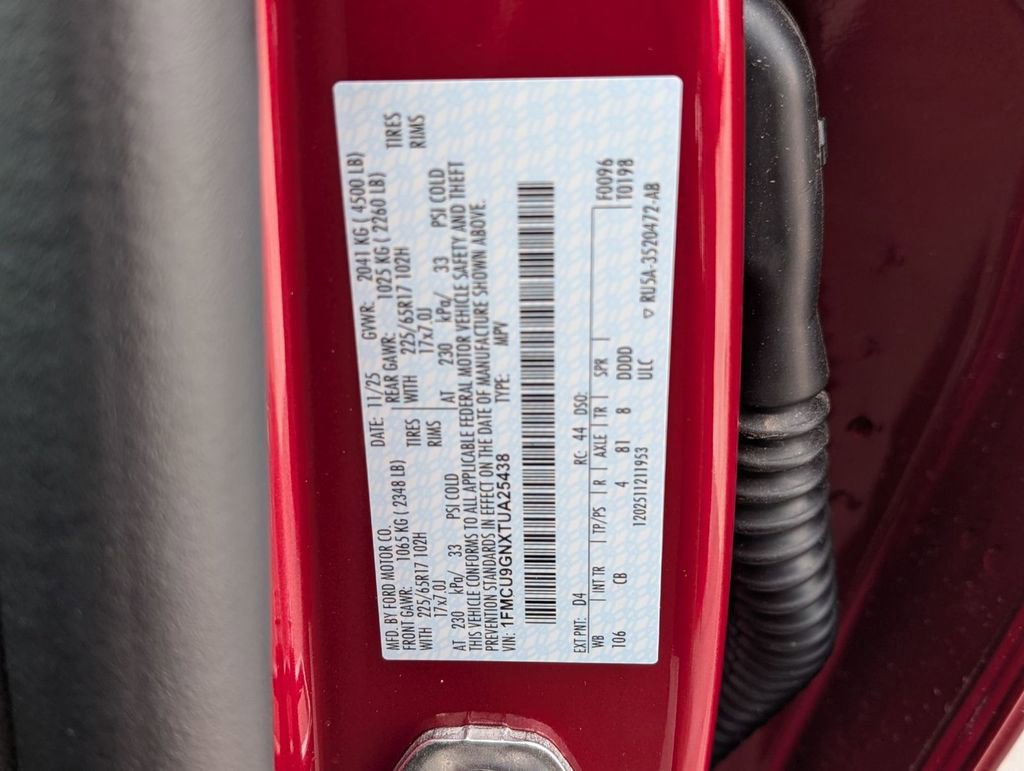 MFD. BY FORD MOTOR CO.
DATE: 11/25 GVWR: 2041 KG ( 4500 LB)
FRONT GAWR: 1065 KG ( 2348 LB) REAR GAWR: 1025 KG ( 2260 LB)
WITH 225/65R17 102H TIRES WITH 225/65R17 102H TIRES
17x7.0J RIMS 17x7.0J RIMS
AT 230 kPa/ 33 PSI COLD AT 230 kPa/ 33 PSI COLD
THIS VEHICLE CONFORMS TO ALL APPLICABLE FEDERAL MOTOR VEHICLE SAFETY AND THEFT
PREVENTION STANDARDS IN EFFECT ON THE DATE OF MANUFACTURE SHOWN ABOVE.
VIN: 1FMCU9GNXTUA25438 TYPE: MPV
EXT PNT: D4 RC: 44 DSO: F0096
WB INT TR TP/PS R AXLE TR SPR T0198
106 CB 4 81 8 DDDD
1202511211953 ULC ▽ RU5A-3520472-AB